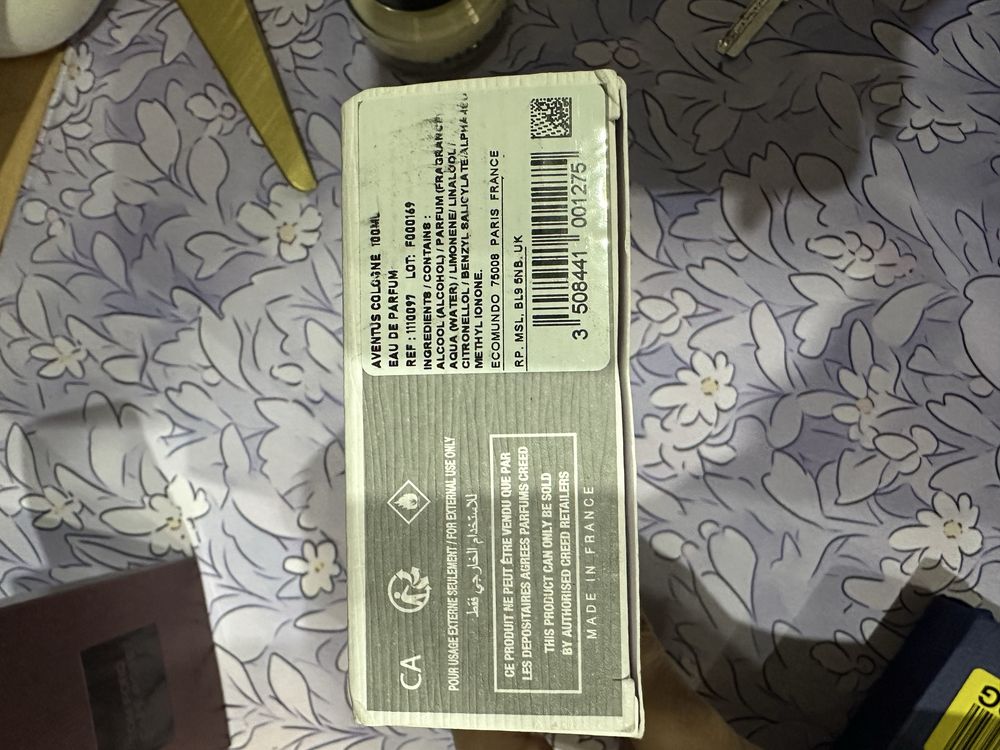 AVENTUS COLOGNE 100ML
EAU DE PARFUM
REF : 1110097 LOT: F000169
INGREDIENTS / CONTAINS :
ALCOOL (ALCOHOL) / PARFUM (FRAGRANCE) /
AQUA (WATER) / LIMONENE / LINALOOL /
CITRONELLOL / BENZYL SALICYLATE / ALPHA-ISO
METHYL IONONE.
ECOMUNDO 75008 PARIS FRANCE
RP. MSL, BL9 5NB. UK
3 508441 001275
CA
POUR USAGE EXTERNE SEULEMENT / FOR EXTERNAL USE ONLY
للاستخدام الخارجي فقط
CE PRODUIT NE PEUT ÊTRE VENDU QUE PAR
LES DEPOSITAIRES AGREES PARFUMS CREED
THIS PRODUCT CAN ONLY BE SOLD
BY AUTHORISED CREED RETAILERS
MADE IN FRANCE
G